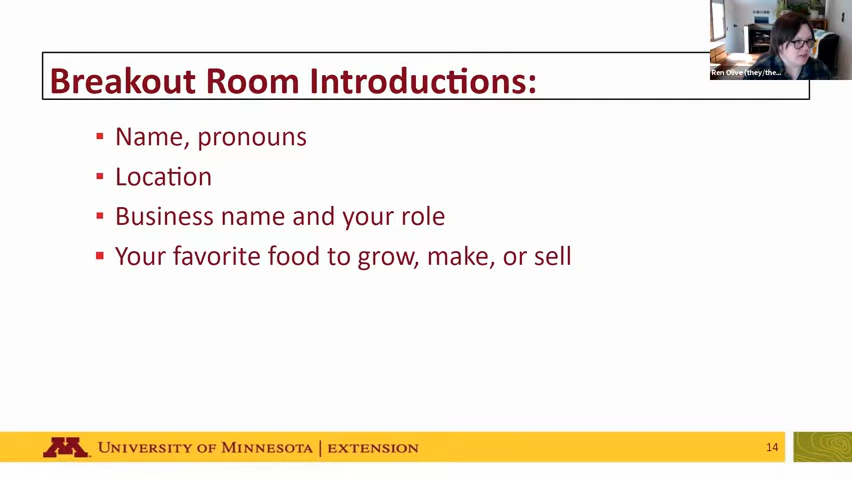 Breakout Room Introductions:
Ren Olive (they/the...
▪ Name, pronouns
▪ Location
▪ Business name and your role
▪ Your favorite food to grow, make, or sell
M
UNIVERSITY OF MINNESOTA | EXTENSION
14